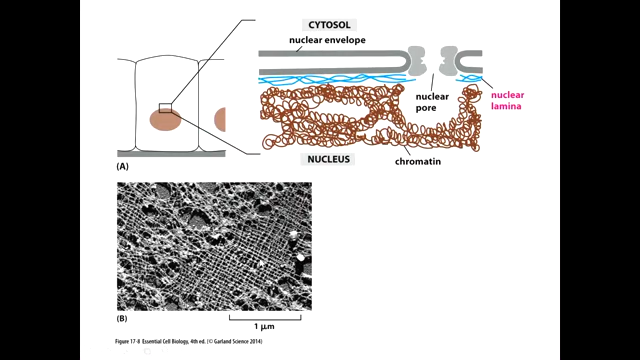 CYTOSOL
nuclear envelope
nuclear
pore
nuclear
lamina
NUCLEUS
chromatin
(A)
(B)
1 µm
Figure 17-8 Essential Cell Biology, 4th ed. (© Garland Science 2014)